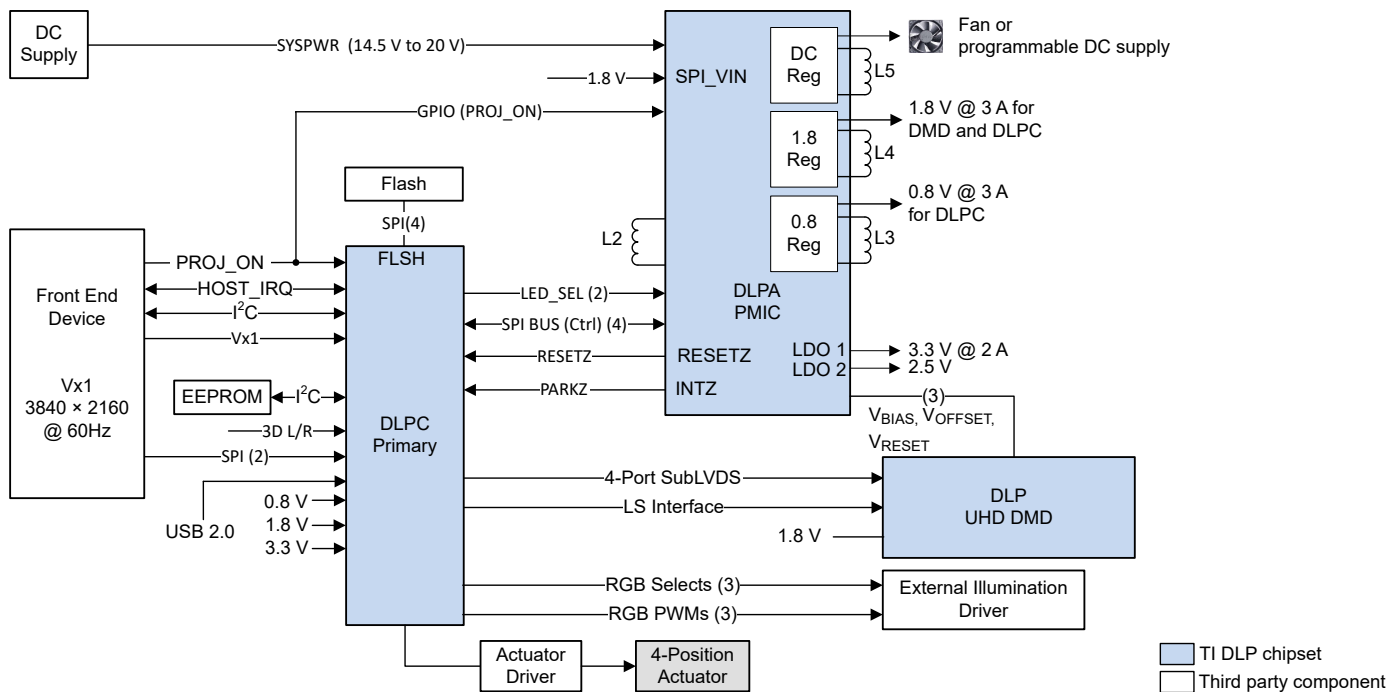 DC
Supply
SYSPWR (14.5 V to 20 V)
1.8 V
SPI_VIN
GPIO (PROJ_ON)
DC
Reg
L5
Fan or
programmable DC supply
1.8
Reg
L4
1.8 V @ 3 A for
DMD and DLPC
0.8
Reg
L3
0.8 V @ 3 A
for DLPC
L2
DLPA
PMIC
Flash
SPI(4)
FLSH
Front End
Device
Vx1
3840 × 2160
@ 60Hz
PROJ_ON
HOST_IRQ
I²C
Vx1
EEPROM
I²C
3D L/R
SPI (2)
USB 2.0
0.8 V
1.8 V
3.3 V
DLPC
Primary
LED_SEL (2)
SPI BUS (Ctrl) (4)
RESETZ
RESETZ
PARKZ
INTZ
LDO 1
LDO 2
3.3 V @ 2 A
2.5 V
(3)
VBIAS, VOFFSET,
VRESET
4-Port SubLVDS
LS Interface
1.8 V
DLP
UHD DMD
RGB Selects (3)
RGB PWMs (3)
External Illumination
Driver
Actuator
Driver
4-Position
Actuator
TI DLP chipset
Third party component